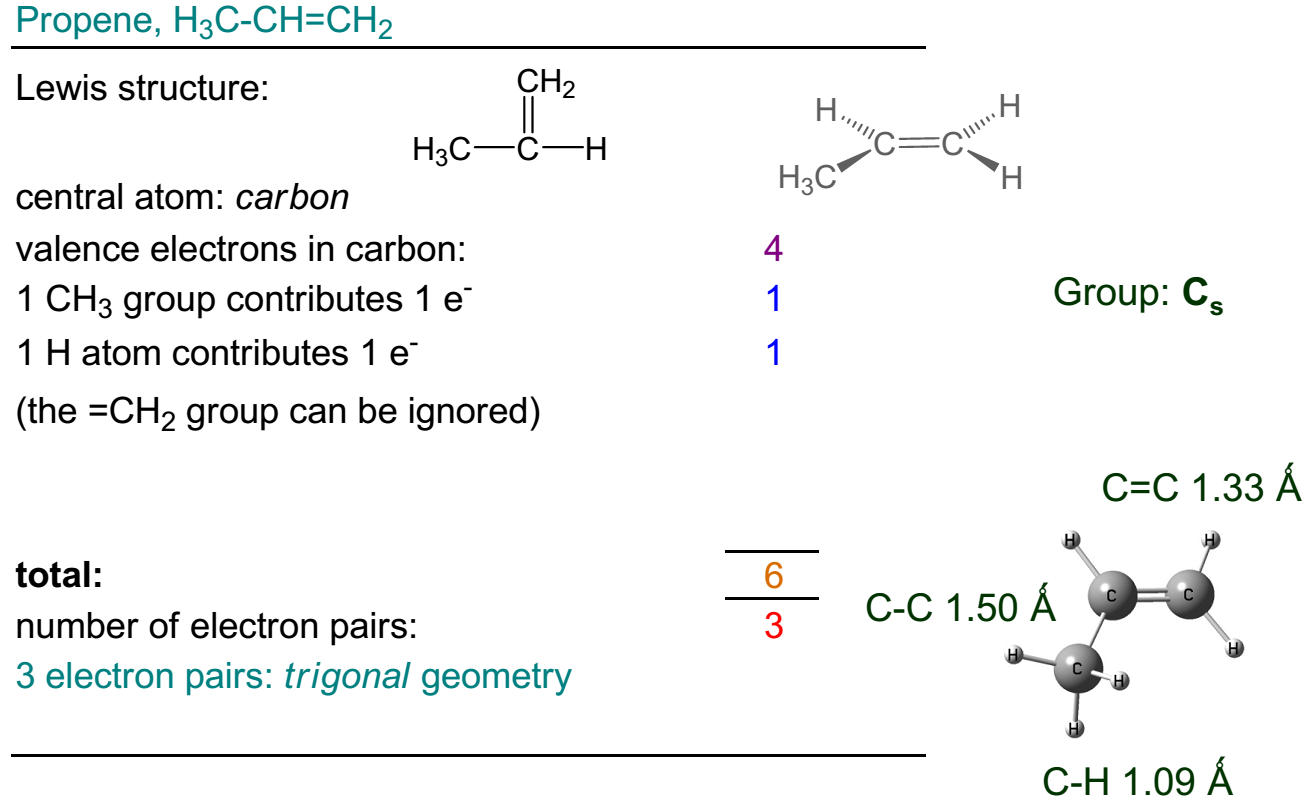 Propene, H₃C-CH=CH₂
Lewis structure:
CH₂
H₃C—C—H
H H
C=C
H₃C H
central atom: carbon
valence electrons in carbon: 4
1 CH₃ group contributes 1 e⁻ 1
Group: Cₛ
1 H atom contributes 1 e⁻ 1
(the =CH₂ group can be ignored)
C=C 1.33 Ǻ
H H
total: 6
C C
C-C 1.50 Ǻ
number of electron pairs: 3
H H
C H
3 electron pairs: trigonal geometry
H
C-H 1.09 Ǻ